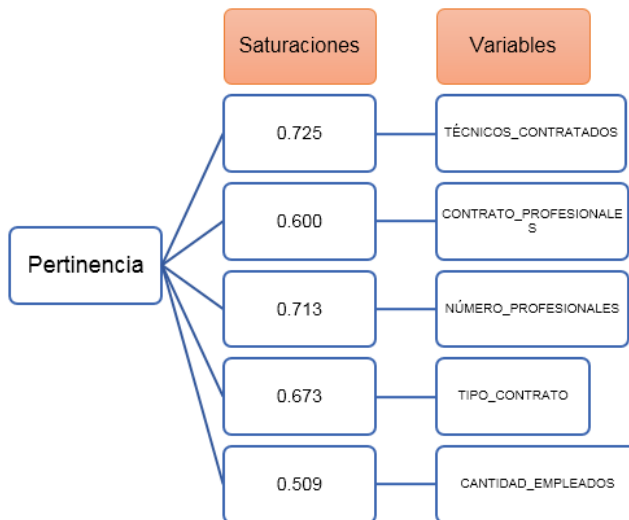 Saturaciones Variables
0.725 TÉCNICOS_CONTRATADOS
0.600 CONTRATO_PROFESIONALE
S
Pertinencia
0.713 NÚMERO_PROFESIONALES
0.673 TIPO_CONTRATO
0.509 CANTIDAD_EMPLEADOS